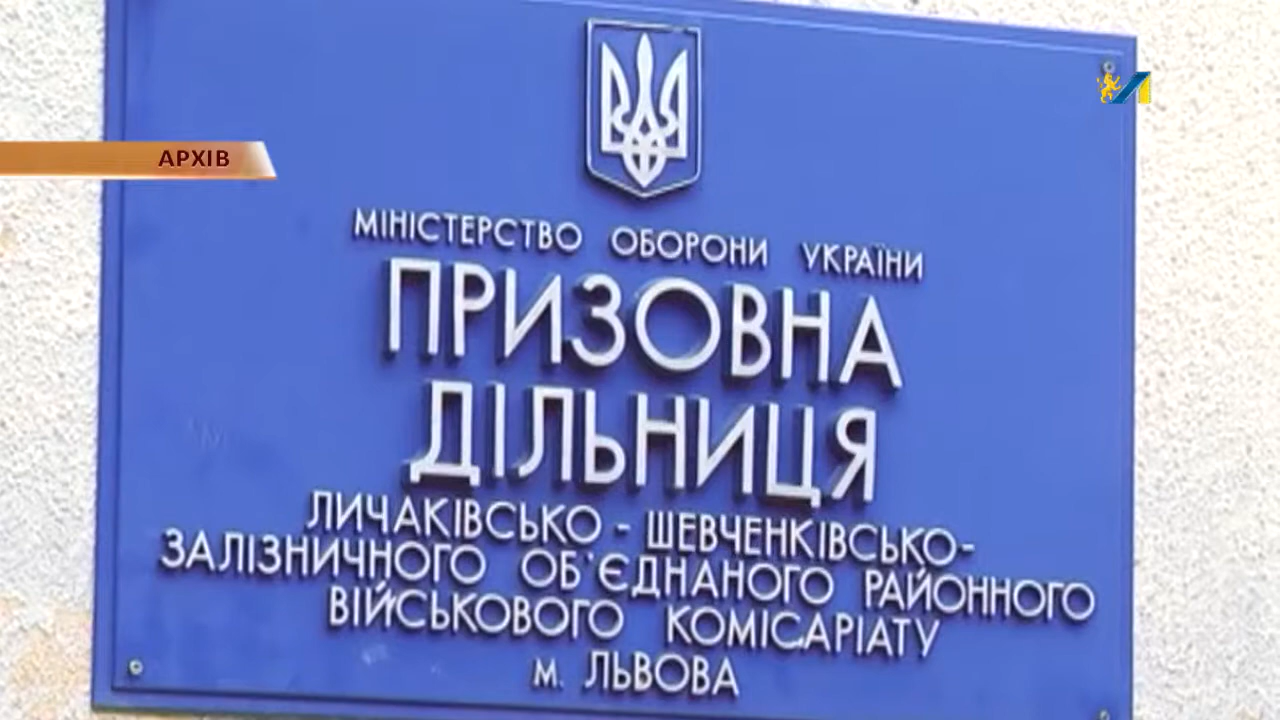 АРХІВ
МІНІСТЕРСТВО ОБОРОНИ УКРАЇНИ
ПРИЗОВНА
ДІЛЬНИЦЯ
ЛИЧАКІВСЬКО - ШЕВЧЕНКІВСЬКО-
ЗАЛІЗНИЧНОГО ОБ'ЄДНАНОГО РАЙОННОГО
ВІЙСЬКОВОГО КОМІСАРІАТУ
м. ЛЬВОВА